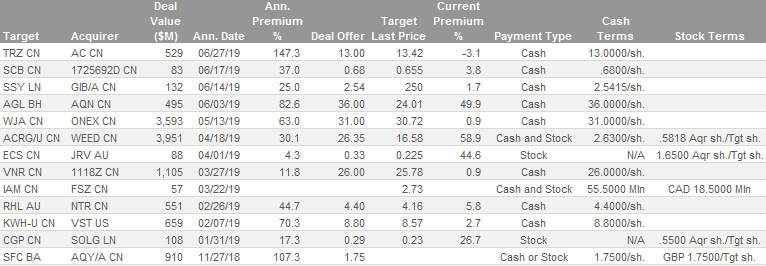 Deal Ann. Current
Value Premium Target Premium Cash
Target Acquirer ($M) Ann. Date % Deal Offer Last Price % Payment Type Terms Stock Terms
TRZ CN AC CN 529 06/27/19 147.3 13.00 13.42 -3.1 Cash 13.0000/sh.
SCB CN 1725692D CN 83 06/17/19 37.0 0.68 0.655 3.8 Cash .6800/sh.
SSY LN GIB/A CN 132 06/14/19 25.0 2.54 250 1.7 Cash 2.5415/sh.
AGL BH AQN CN 495 06/03/19 82.6 36.00 24.01 49.9 Cash 36.0000/sh.
WJA CN ONEX CN 3,593 05/13/19 63.0 31.00 30.72 0.9 Cash 31.0000/sh.
ACRG/U CN WEED CN 3,951 04/18/19 30.1 26.35 16.58 58.9 Cash and Stock 2.6300/sh. .5818 Aqr sh./Tgt sh.
ECS CN JRV AU 88 04/01/19 4.3 0.33 0.225 44.6 Stock N/A 1.6500 Aqr sh./Tgt sh.
VNR CN 1118Z CN 1,105 03/27/19 11.8 26.00 25.78 0.9 Cash 26.0000/sh.
IAM CN FSZ CN 57 03/22/19 2.73 Cash and Stock 55.5000 Mln CAD 18.5000/sh. Mln
RHL AU NTR CN 551 02/26/19 44.7 4.40 4.16 5.8 Cash 4.4000/sh.
KWH-U CN VST US 659 02/07/19 70.3 8.80 8.57 2.7 Cash 8.8000/sh.
CGP CN SOLG LN 108 01/31/19 17.3 0.29 0.23 26.7 Stock N/A .5500 Aqr sh./Tgt sh.
SFC BA AQY/A CN 910 11/27/18 107.3 1.75 Cash or Stock 1.7500/sh. GBP 1.7500/Tgt sh.